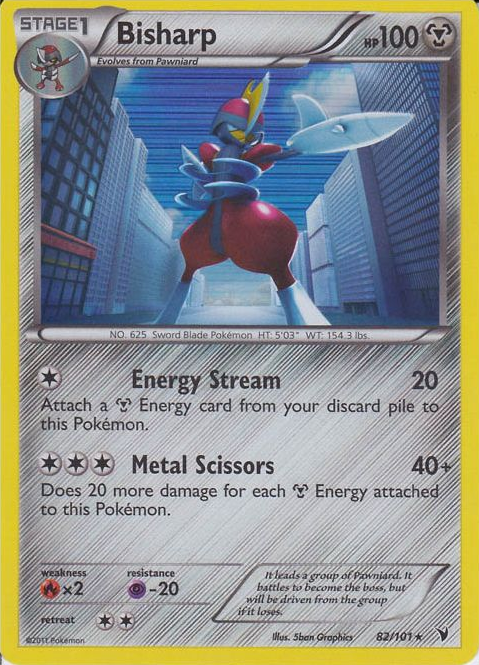 STAGE1
Bisharp
HP100
Evolves from Pawniard
NO. 625 Sword Blade Pokémon HT: 5'03" WT: 154.3 lbs.
Energy Stream 20
Attach a Energy card from your discard pile to
this Pokémon.
Metal Scissors 40+
Does 20 more damage for each Energy attached
to this Pokémon.
weakness resistance
×2 -20
retreat
It leads a group of Pawniard. It
battles to become the boss, but
will be driven from the group
if it loses.
©2011 Pokémon
Illus. 5ban Graphics 82/101★